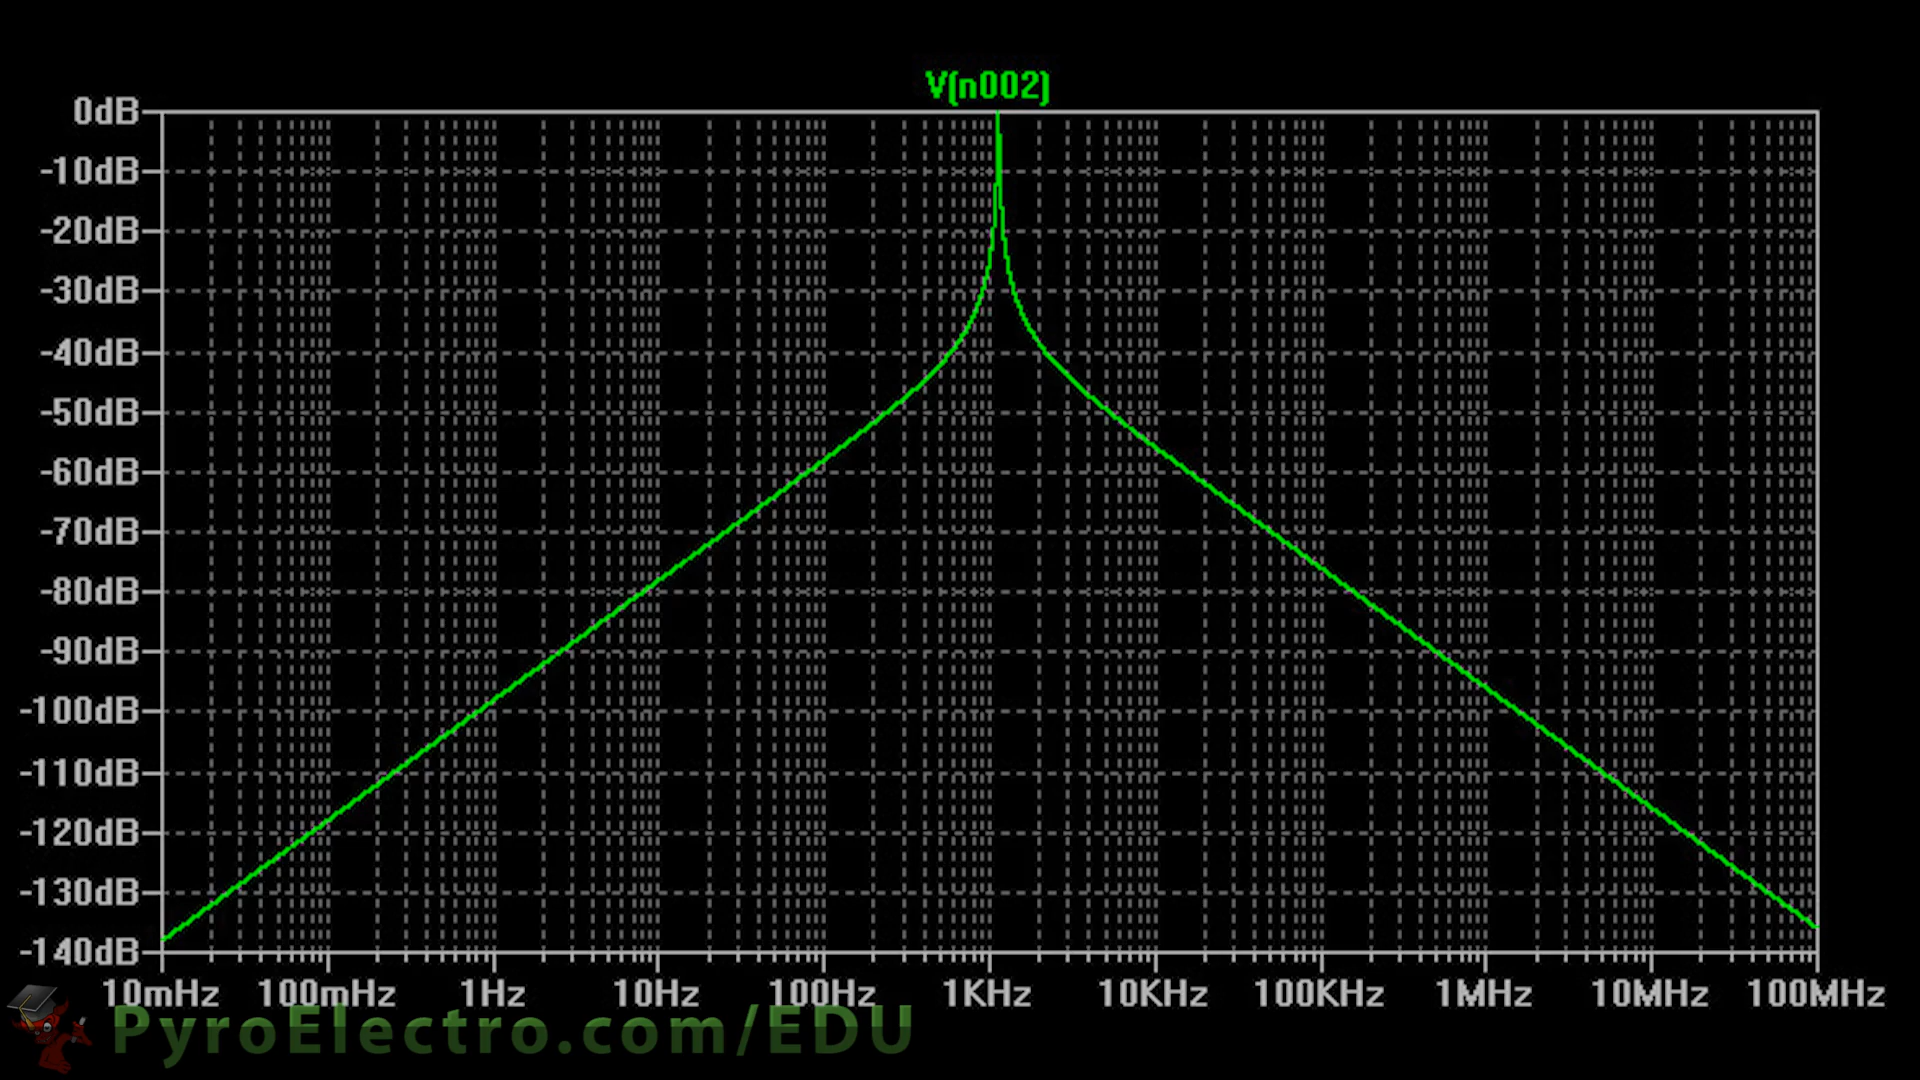 V(n002)
0dB
-10dB
-20dB
-30dB
-40dB
-50dB
-60dB
-70dB
-80dB
-90dB
-100dB
-110dB
-120dB
-130dB
-140dB
10mHz 100mHz 1Hz 10Hz 100Hz 1KHz 10KHz 100KHz 1MHz 10MHz 100MHz
PyroElectro.com/EDU